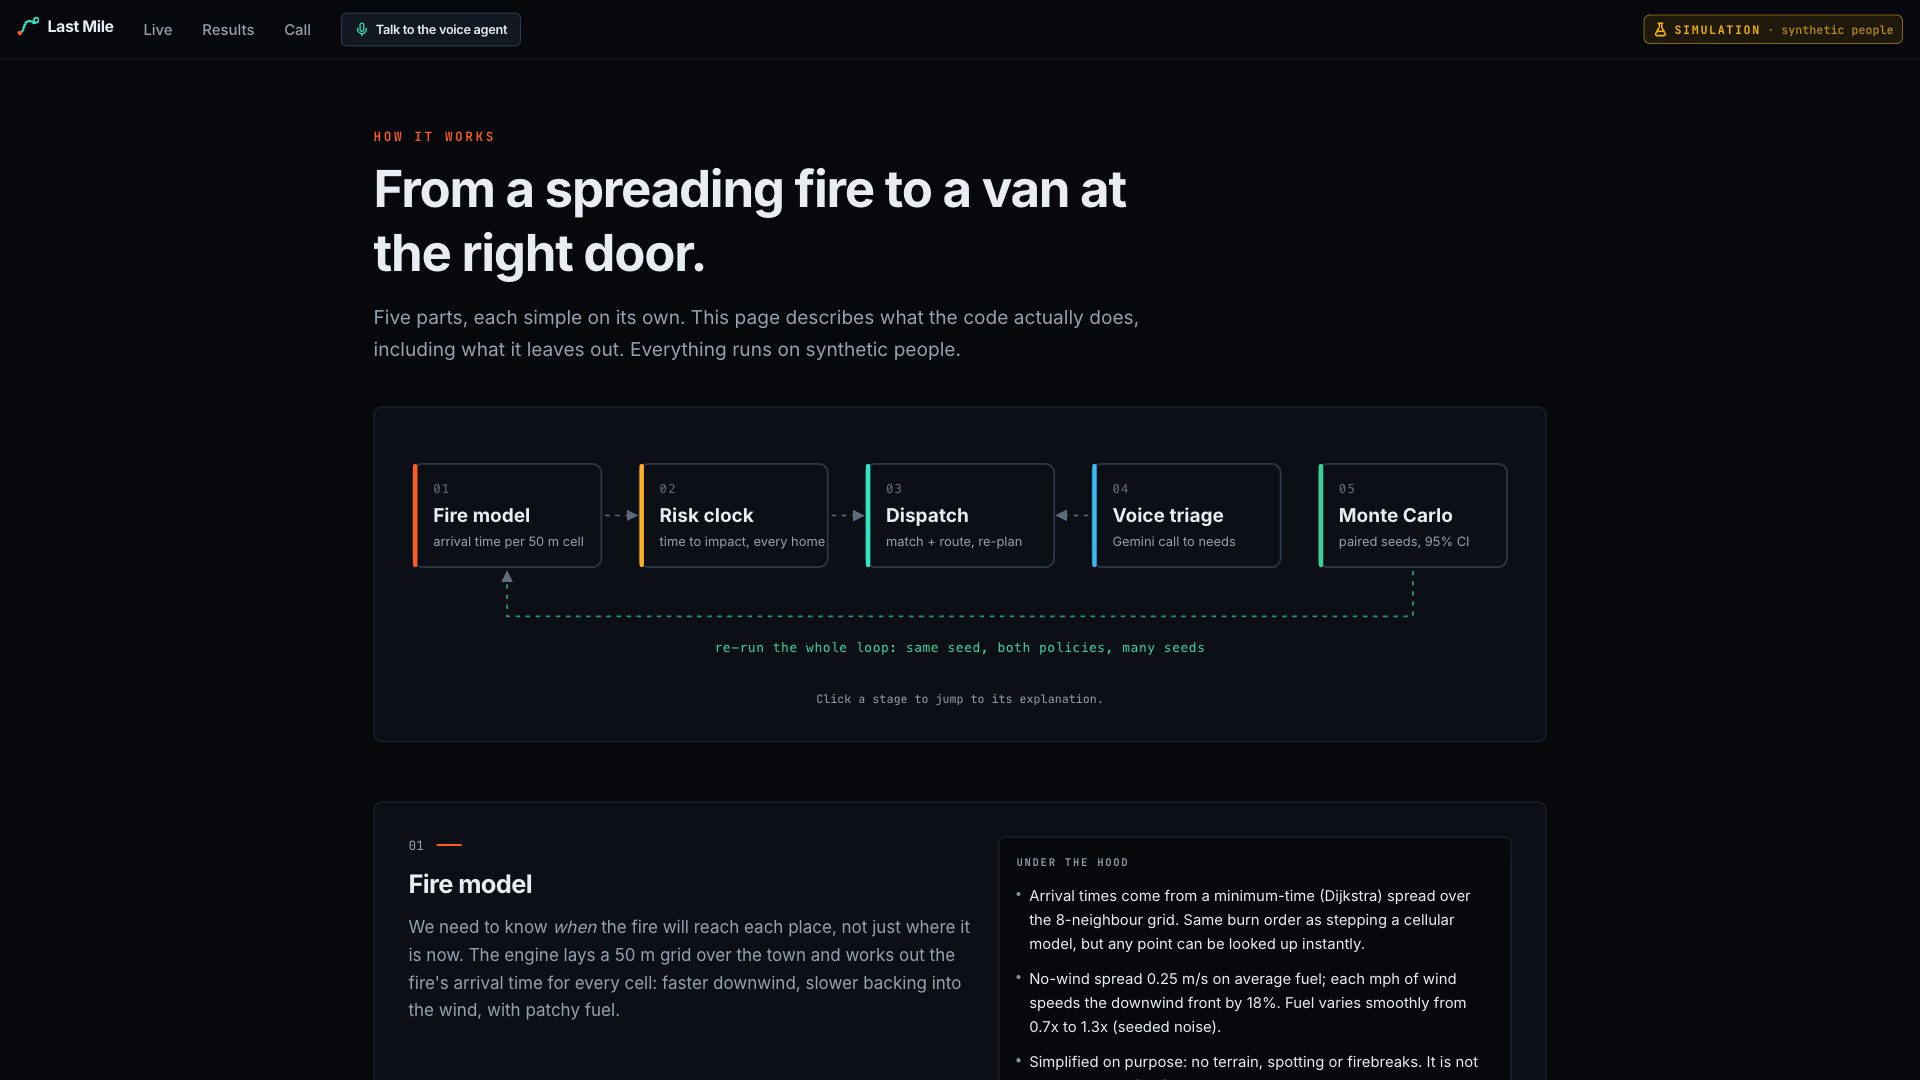 Last Mile
Live
Results
Call
Talk to the voice agent
SIMULATION · synthetic people
HOW IT WORKS
From a spreading fire to a van at
the right door.
Five parts, each simple on its own. This page describes what the code actually does,
including what it leaves out. Everything runs on synthetic people.
01
Fire model
arrival time per 50 m cell
02
Risk clock
time to impact, every home
03
Dispatch
match + route, re-plan
04
Voice triage
Gemini call to needs
05
Monte Carlo
paired seeds, 95% CI
re-run the whole loop: same seed, both policies, many seeds
Click a stage to jump to its explanation.
01
Fire model
We need to know when the fire will reach each place, not just where it
is now. The engine lays a 50 m grid over the town and works out the
fire's arrival time for every cell: faster downwind, slower backing into
the wind, with patchy fuel.
UNDER THE HOOD
• Arrival times come from a minimum-time (Dijkstra) spread over
the 8-neighbour grid. Same burn order as stepping a cellular
model, but any point can be looked up instantly.
• No-wind spread 0.25 m/s on average fuel; each mph of wind
speeds the downwind front by 18%. Fuel varies smoothly from
0.7x to 1.3x (seeded noise).
• Simplified on purpose: no terrain, spotting or firebreaks. It is not